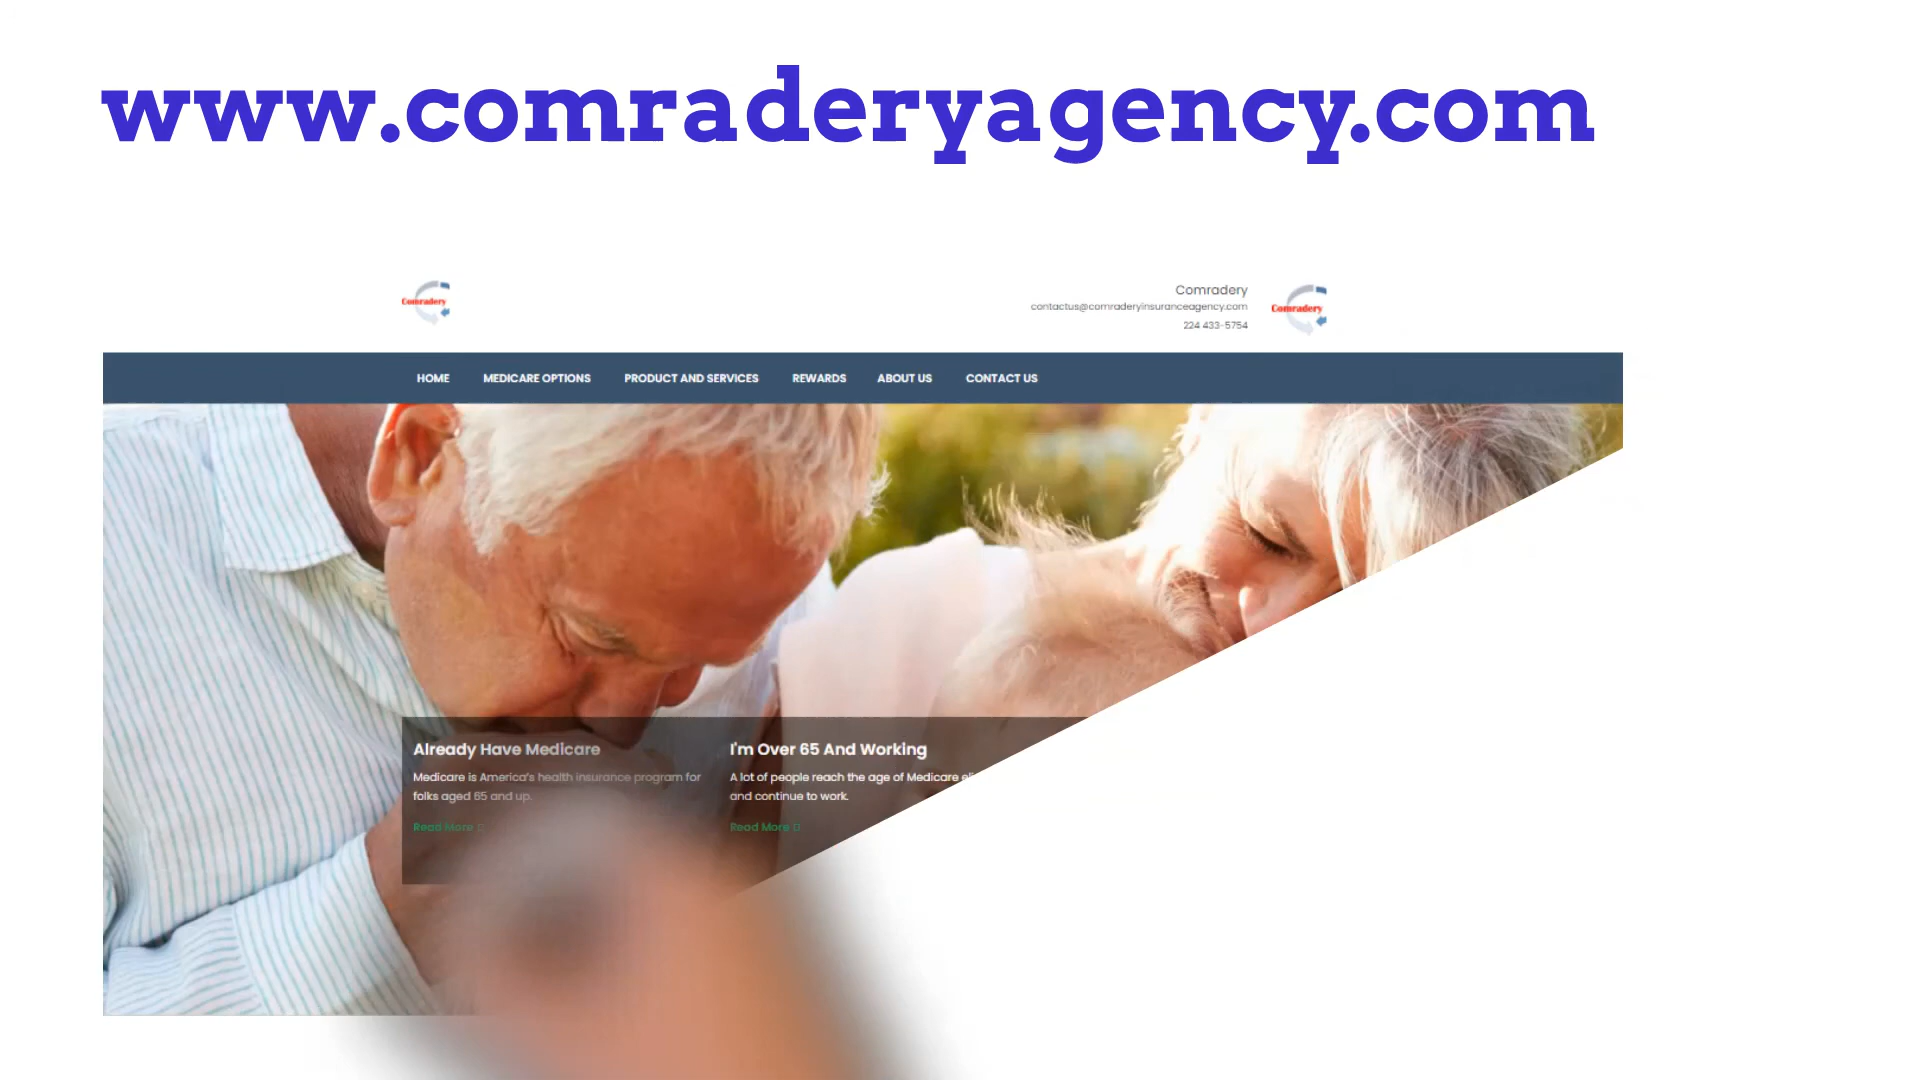 www.comraderyagency.com
Comradery
Comradery
contactus@comraderyinsuranceagency.com
224 433-5754
Comradery
HOME MEDICARE OPTIONS PRODUCT AND SERVICES REWARDS ABOUT US CONTACT US
Already Have Medicare
Medicare is America's health insurance program for
folks aged 65 and up.
Read More
I'm Over 65 And Working
A lot of people reach the age of Medicare
and continue to work.
Read More